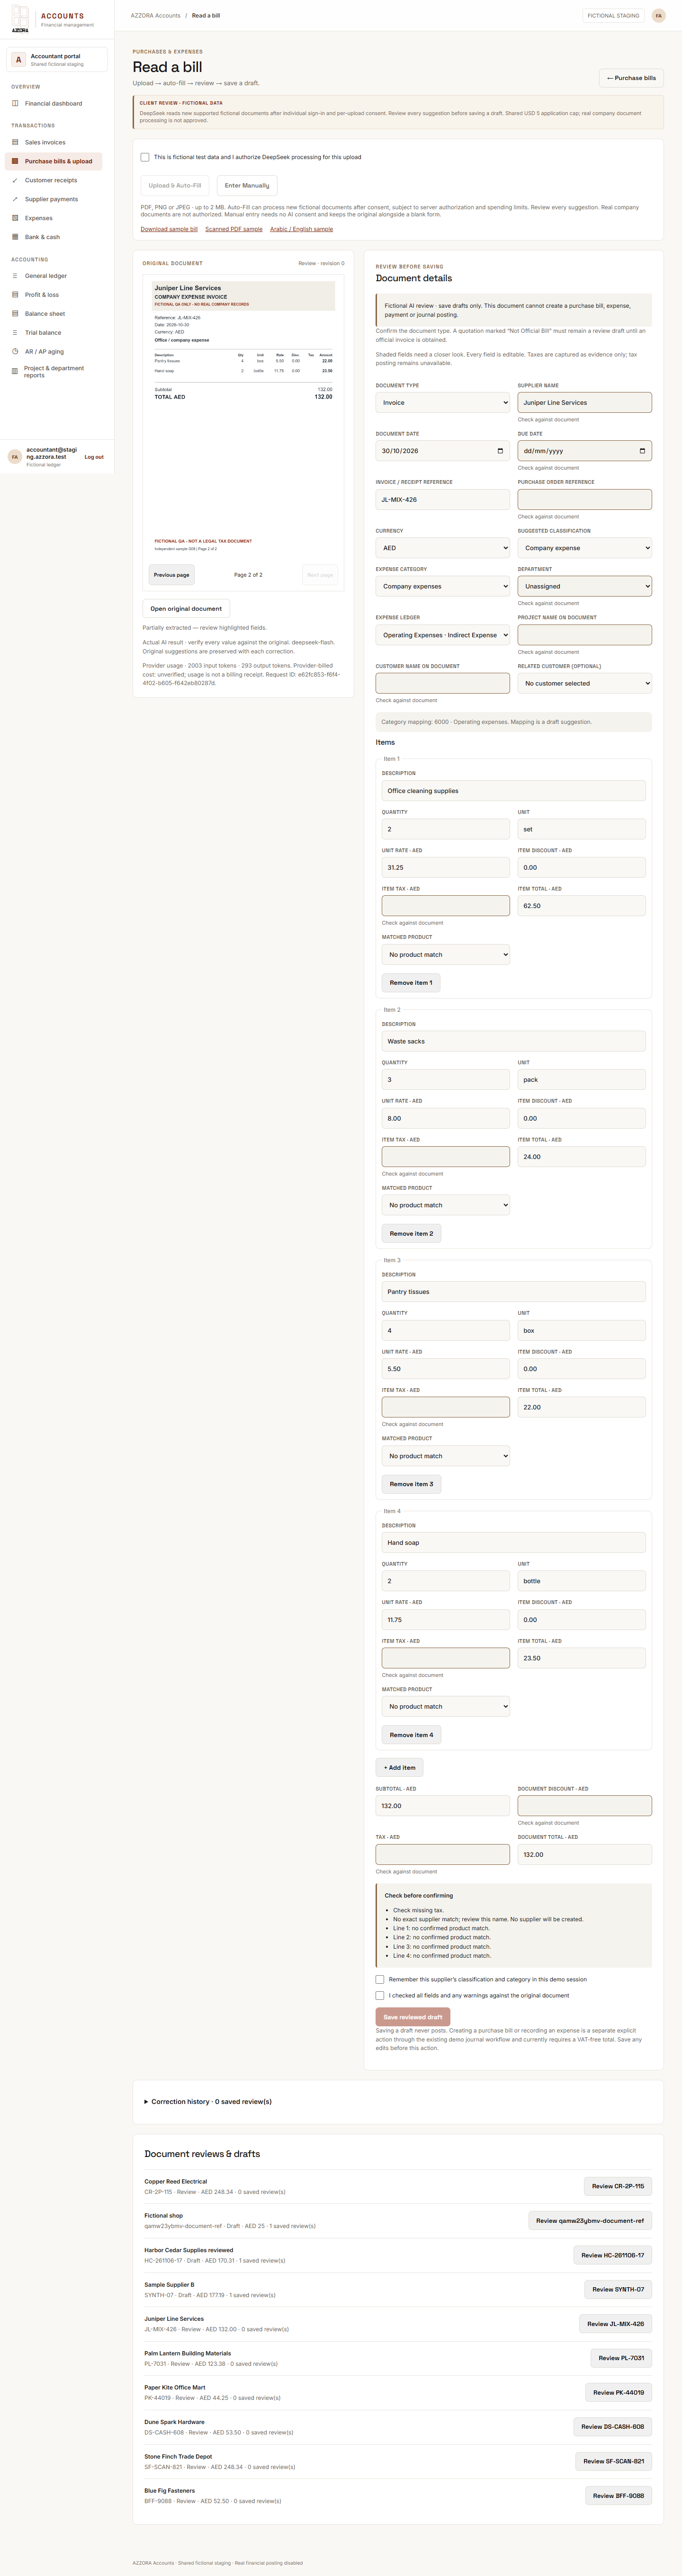 AZZORA
ACCOUNTS
Financial management
AZZORA Accounts / Read a bill
FICTIONAL STAGING
FA
A
Accountant portal
Shared fictional staging
OVERVIEW
Financial dashboard
TRANSACTIONS
Sales invoices
Purchase bills & upload
Customer receipts
Supplier payments
Expenses
Bank & cash
ACCOUNTING
General ledger
Profit & loss
Balance sheet
Trial balance
AR / AP aging
Project & department
reports
FA
accountant@stagi
ng.azzora.test
Fictional ledger
Log out
PURCHASES & EXPENSES
Read a bill
Upload → auto-fill → review → save a draft.
← Purchase bills
CLIENT REVIEW · FICTIONAL DATA
DeepSeek reads new supported fictional documents after individual sign-in and per-upload consent. Review every suggestion before saving a draft. Shared USD 5 application cap; real company document
processing is not approved.
This is fictional test data and I authorize DeepSeek processing for this upload
Upload & Auto-Fill
Enter Manually
PDF, PNG or JPEG · up to 2 MB. Auto-Fill can process new fictional documents after consent, subject to server authorization and spending limits. Review every suggestion. Real company
documents are not authorized. Manual entry needs no AI consent and keeps the original alongside a blank form.
Download sample bill Scanned PDF sample Arabic / English sample
ORIGINAL DOCUMENT
Review · revision 0
Juniper Line Services
COMPANY EXPENSE INVOICE
FICTIONAL QA ONLY - NO REAL COMPANY RECORDS
Reference: JL-MIX-426
Date: 2026-10-30
Currency: AED
Office / company expense
Description Qty Unit Rate Disc. Tax Amount
Pantry tissues 4 box 5.50 0.00 22.00
Hand soap 2 bottle 11.75 0.00 23.50
Subtotal 132.00
TOTAL AED 132.00
FICTIONAL QA - NOT A LEGAL TAX DOCUMENT
Independent sample 008 | Page 2 of 2
Previous page
Page 2 of 2
Next page
Open original document
Partially extracted — review highlighted fields.
Actual AI result · verify every value against the original. deepseek-flash.
Original suggestions are preserved with each correction.
Provider usage · 2003 input tokens · 293 output tokens. Provider-billed
cost: unverified; usage is not a billing receipt. Request ID: e62fc853-f6f4-
4f02-b605-f642eb80287d.
REVIEW BEFORE SAVING
Document details
Fictional AI review · save drafts only. This document cannot create a purchase bill, expense,
payment or journal posting.
Confirm the document type. A quotation marked “Not Official Bill” must remain a review draft until an
official invoice is obtained.
Shaded fields need a closer look. Every field is editable. Taxes are captured as evidence only; tax
posting remains unavailable.
DOCUMENT TYPE
Invoice
SUPPLIER NAME
Juniper Line Services
Check against document
DOCUMENT DATE
30/10/2026
DUE DATE
dd/mm/yyyy
Check against document
INVOICE / RECEIPT REFERENCE
JL-MIX-426
PURCHASE ORDER REFERENCE
Check against document
CURRENCY
AED
SUGGESTED CLASSIFICATION
Company expense
EXPENSE CATEGORY
Company expenses
DEPARTMENT
Unassigned
Check against document
EXPENSE LEDGER
Operating Expenses · Indirect Expense
PROJECT NAME ON DOCUMENT
Check against document
CUSTOMER NAME ON DOCUMENT
Check against document
RELATED CUSTOMER (OPTIONAL)
No customer selected
Category mapping: 6000 · Operating expenses. Mapping is a draft suggestion.
Items
Item 1
DESCRIPTION
Office cleaning supplies
QUANTITY
2
UNIT
set
UNIT RATE · AED
31.25
ITEM DISCOUNT · AED
0.00
ITEM TAX · AED
Check against document
ITEM TOTAL · AED
62.50
MATCHED PRODUCT
No product match
Remove item 1
Item 2
DESCRIPTION
Waste sacks
QUANTITY
3
UNIT
pack
UNIT RATE · AED
8.00
ITEM DISCOUNT · AED
0.00
ITEM TAX · AED
Check against document
ITEM TOTAL · AED
24.00
MATCHED PRODUCT
No product match
Remove item 2
Item 3
DESCRIPTION
Pantry tissues
QUANTITY
4
UNIT
box
UNIT RATE · AED
5.50
ITEM DISCOUNT · AED
0.00
ITEM TAX · AED
Check against document
ITEM TOTAL · AED
22.00
MATCHED PRODUCT
No product match
Remove item 3
Item 4
DESCRIPTION
Hand soap
QUANTITY
2
UNIT
bottle
UNIT RATE · AED
11.75
ITEM DISCOUNT · AED
0.00
ITEM TAX · AED
Check against document
ITEM TOTAL · AED
23.50
MATCHED PRODUCT
No product match
Remove item 4
+ Add item
SUBTOTAL · AED
132.00
DOCUMENT DISCOUNT · AED
Check against document
TAX · AED
Check against document
DOCUMENT TOTAL · AED
132.00
Check before confirming
• Check missing tax.
• No exact supplier match; review this name. No supplier will be created.
• Line 1: no confirmed product match.
• Line 2: no confirmed product match.
• Line 3: no confirmed product match.
• Line 4: no confirmed product match.
Remember this supplier's classification and category in this demo session
I checked all fields and any warnings against the original document
Save reviewed draft
Saving a draft never posts. Creating a purchase bill or recording an expense is a separate explicit
action through the existing demo journal workflow and currently requires a VAT-free total. Save any
edits before this action.
Correction history · 0 saved review(s)
Document reviews & drafts
Copper Reed Electrical
CR-2P-115 · Review · AED 248.34 · 0 saved review(s)
Review CR-2P-115
Fictional shop
qamw23ybmv-document-ref · Draft · AED 25 · 1 saved review(s)
Review qamw23ybmv-document-ref
Harbor Cedar Supplies reviewed
HC-261106-17 · Draft · AED 170.31 · 1 saved review(s)
Review HC-261106-17
Sample Supplier B
SYNTH-07 · Draft · AED 177.19 · 1 saved review(s)
Review SYNTH-07
Juniper Line Services
JL-MIX-426 · Review · AED 132.00 · 0 saved review(s)
Review JL-MIX-426
Palm Lantern Building Materials
PL-7031 · Review · AED 123.38 · 0 saved review(s)
Review PL-7031
Paper Kite Office Mart
PK-44019 · Review · AED 44.25 · 0 saved review(s)
Review PK-44019
Dune Spark Hardware
DS-CASH-608 · Review · AED 53.50 · 0 saved review(s)
Review DS-CASH-608
Stone Finch Trade Depot
SF-SCAN-821 · Review · AED 248.34 · 0 saved review(s)
Review SF-SCAN-821
Blue Fig Fasteners
BFF-9088 · Review · AED 52.50 · 0 saved review(s)
Review BFF-9088
AZZORA Accounts · Shared fictional staging · Real financial posting disabled